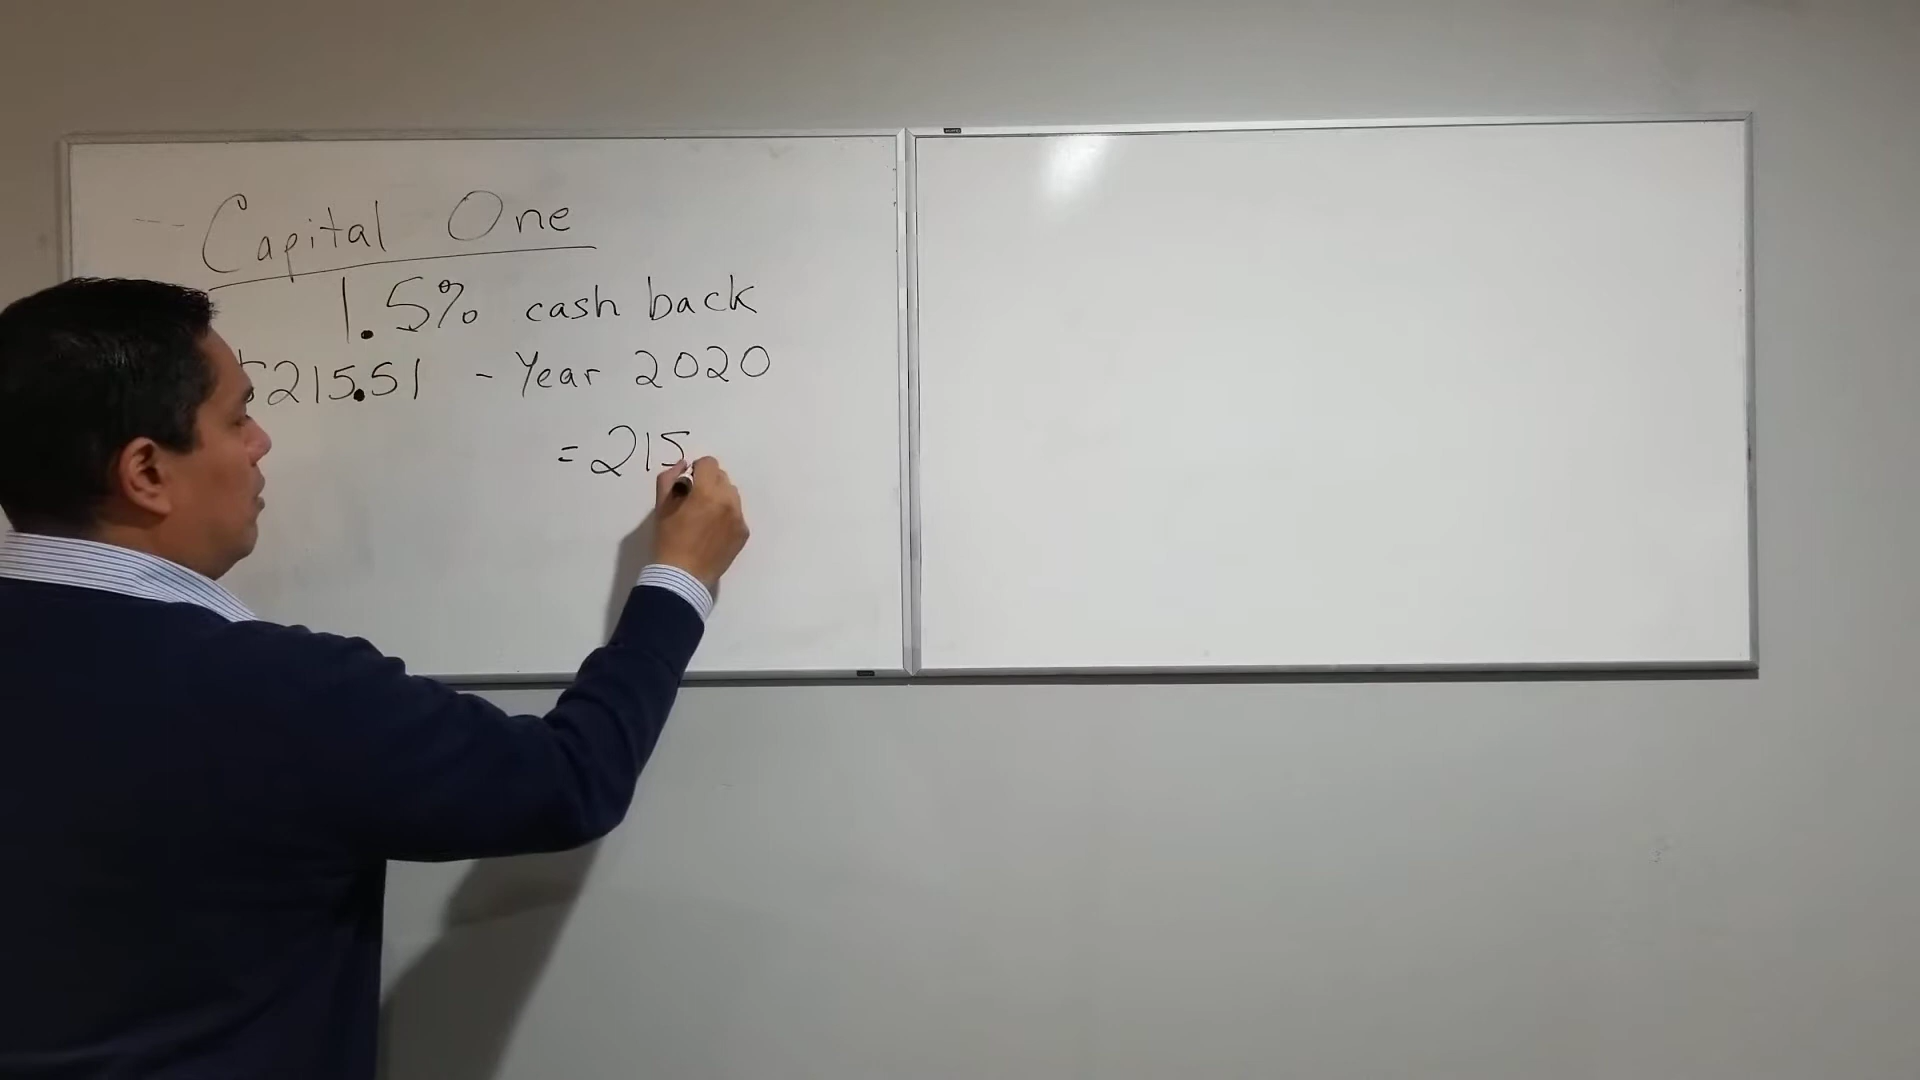 Capital One
1.5% cash back
$215.51 - Year 2020
= 215